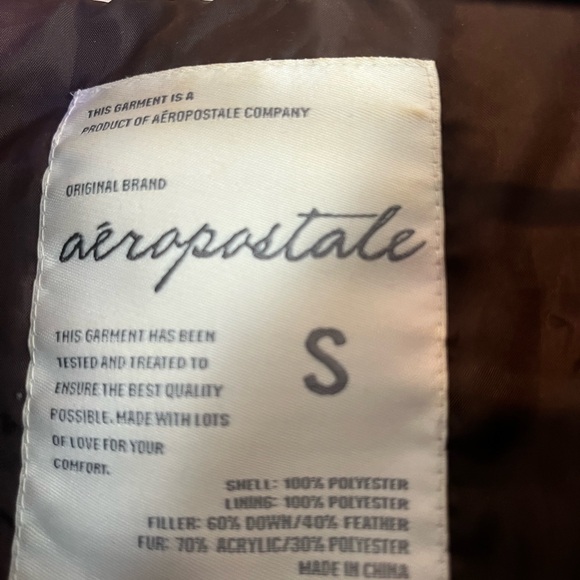 THIS GARMENT IS A
PRODUCT OF AÉROPOSTALE COMPANY
ORIGINAL BRAND
aéropostale
THIS GARMENT HAS BEEN
TESTED AND TREATED TO
ENSURE THE BEST QUALITY
POSSIBLE. MADE WITH LOTS
OF LOVE FOR YOUR
COMFORT.
S
SHELL: 100% POLYESTER
LINING: 100% POLYESTER
FILLER: 60% DOWN/40% FEATHER
FUR: 70% ACRYLIC/30% POLYESTER
MADE IN CHINA